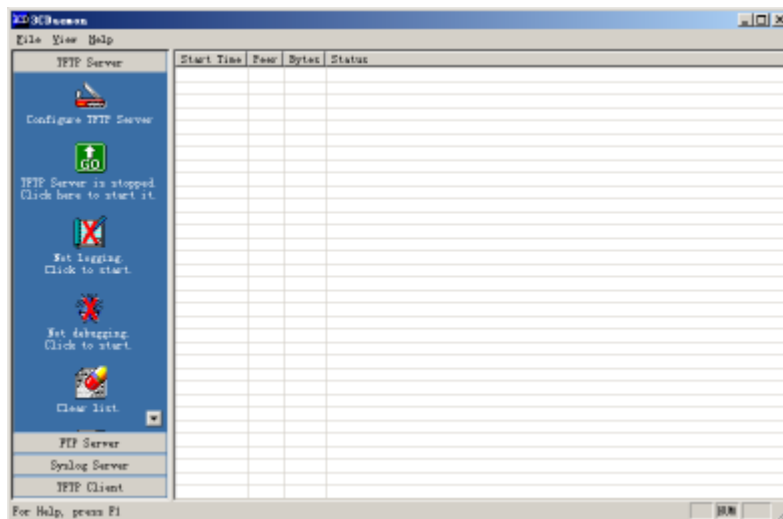 3CDaemon
File View Help
TFTP Server
Start Time Peer Bytes Status
Configure TFTP Server
GO
TFTP Server is stopped.
Click here to start it.
Not logging.
Click to start.
Not debugging.
Click to start.
Clear list.
FTP Server
Syslog Server
TFTP Client
For Help, press F1
NUM